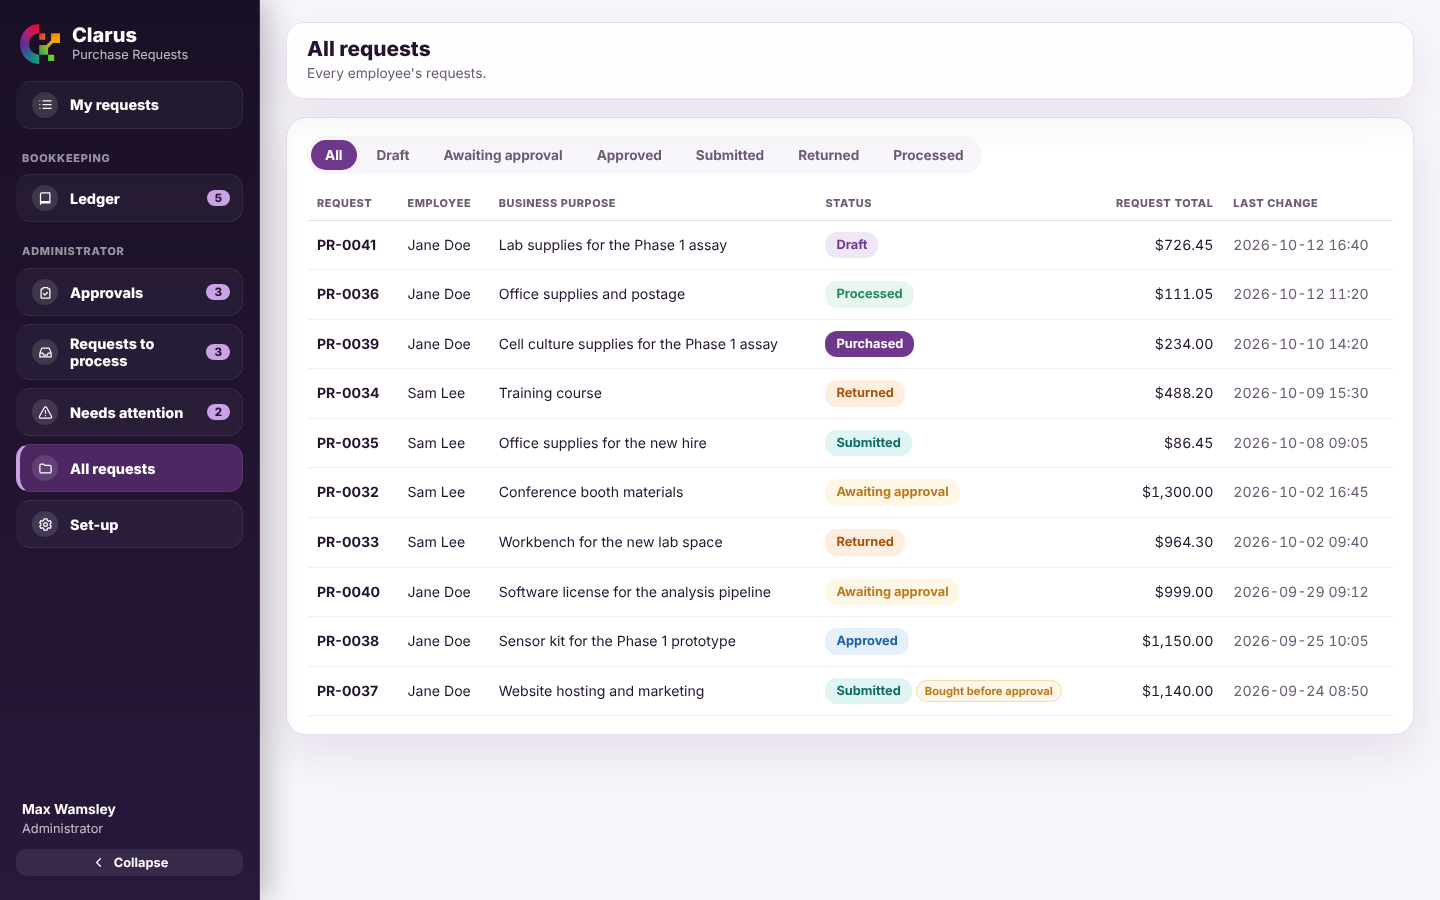 Clarus
Purchase Requests
My requests
BOOKKEEPING
Ledger 5
ADMINISTRATOR
Approvals 3
Requests to process 3
Needs attention 2
All requests
Set-up
Max Wamsley
Administrator
Collapse
All requests
Every employee's requests.
All Draft Awaiting approval Approved Submitted Returned Processed
REQUEST EMPLOYEE BUSINESS PURPOSE STATUS REQUEST TOTAL LAST CHANGE
PR-0041 Jane Doe Lab supplies for the Phase 1 assay Draft $726.45 2026-10-12 16:40
PR-0036 Jane Doe Office supplies and postage Processed $111.05 2026-10-12 11:20
PR-0039 Jane Doe Cell culture supplies for the Phase 1 assay Purchased $234.00 2026-10-10 14:20
PR-0034 Sam Lee Training course Returned $488.20 2026-10-09 15:30
PR-0035 Sam Lee Office supplies for the new hire Submitted $86.45 2026-10-08 09:05
PR-0032 Sam Lee Conference booth materials Awaiting approval $1,300.00 2026-10-02 16:45
PR-0033 Sam Lee Workbench for the new lab space Returned $964.30 2026-10-02 09:40
PR-0040 Jane Doe Software license for the analysis pipeline Awaiting approval $999.00 2026-09-29 09:12
PR-0038 Jane Doe Sensor kit for the Phase 1 prototype Approved $1,150.00 2026-09-25 10:05
PR-0037 Jane Doe Website hosting and marketing Submitted Bought before approval $1,140.00 2026-09-24 08:50